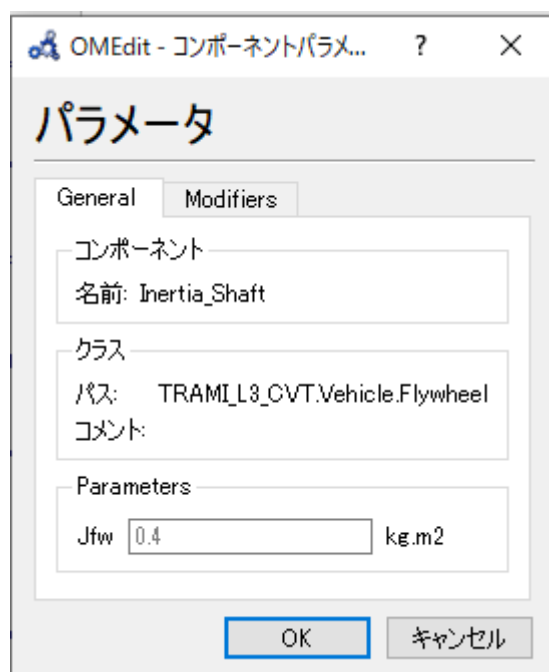 OMEdit - コンポーネントパラメ... ?
パラメータ
General Modifiers
コンポーネント
名前: Inertia_Shaft
クラス
パス: TRAMI_L3_CVT.Vehicle.Flywheel
コメント:
Parameters
Jfw 0.4 kg.m2
OK キャンセル